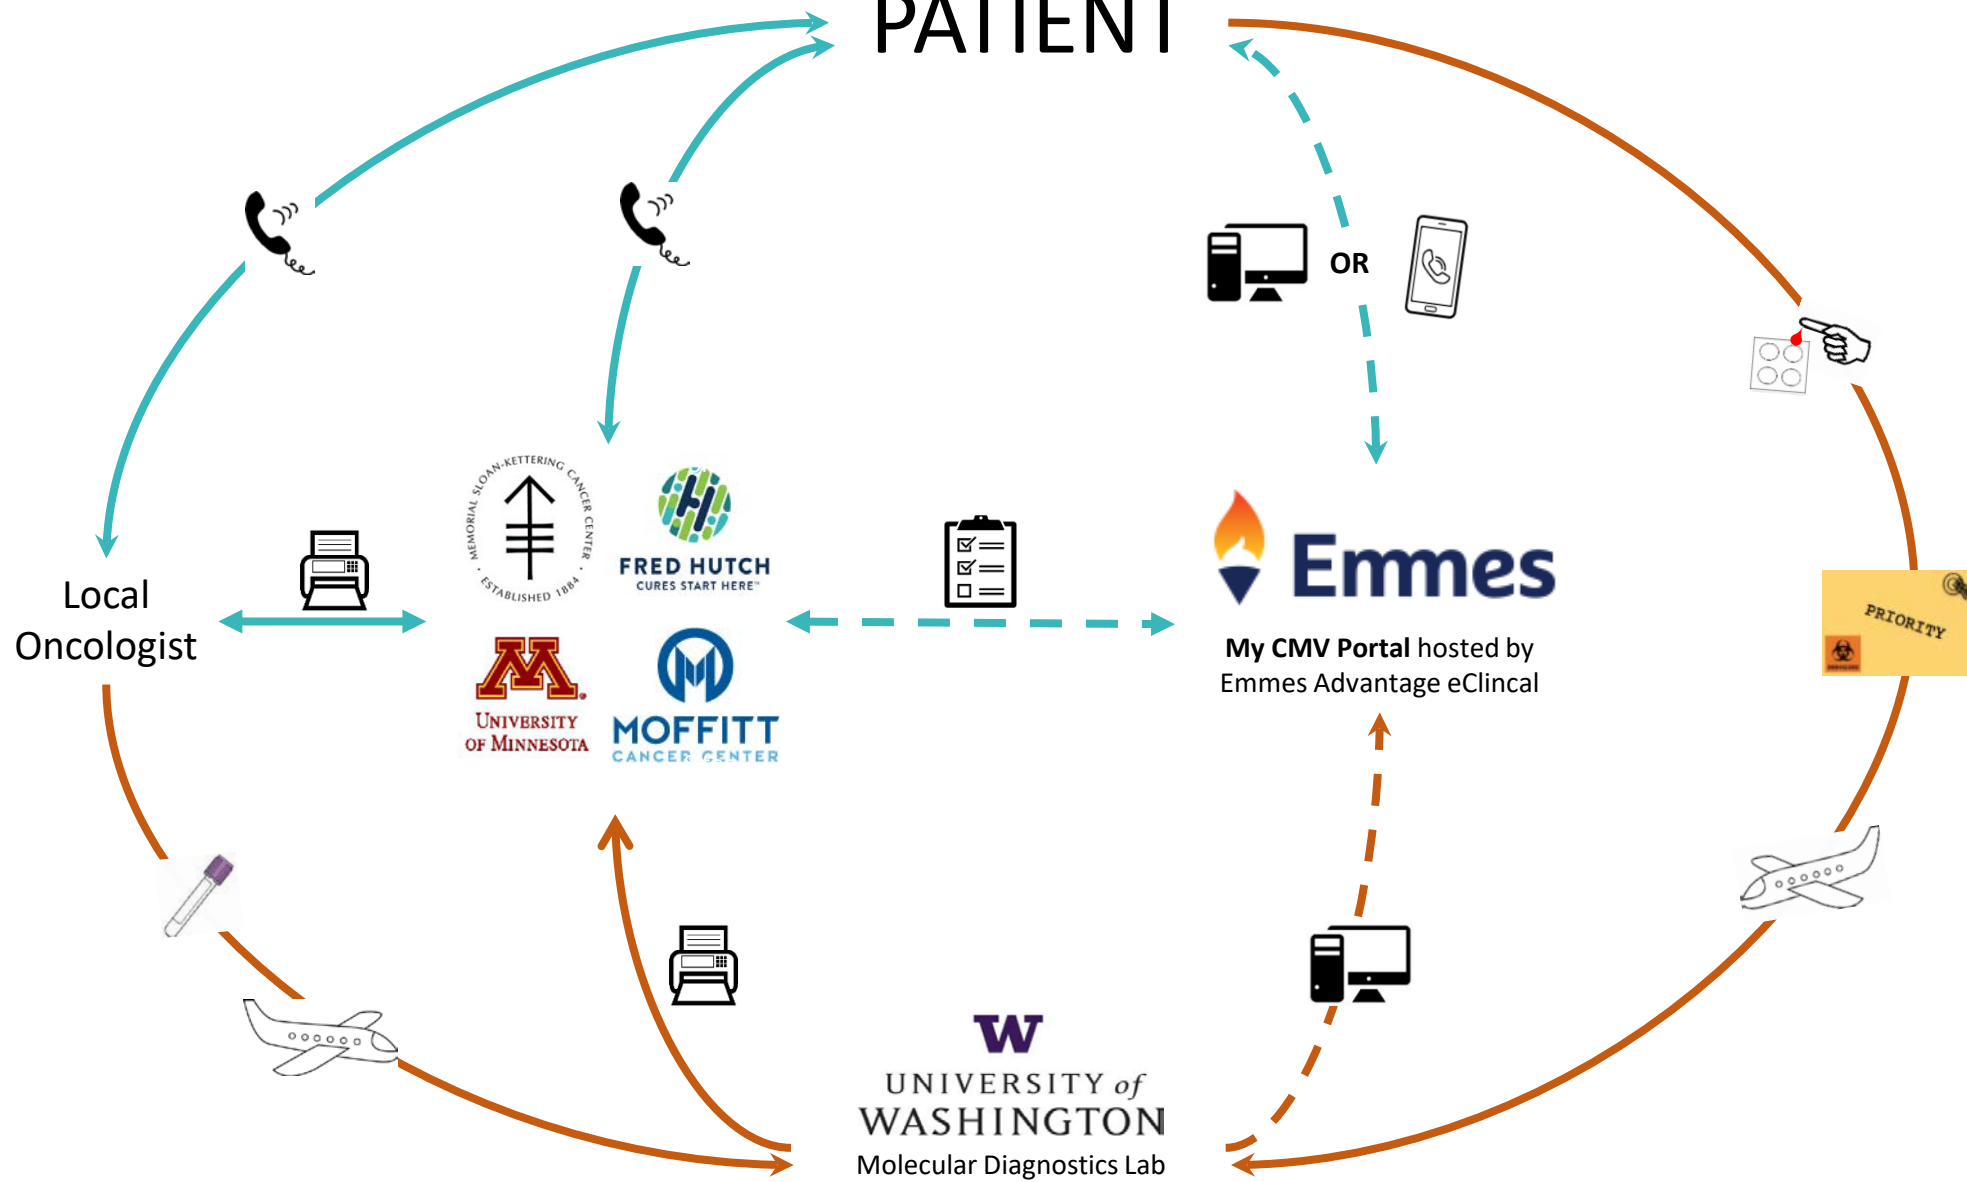 PATIENT
OR
MEMORIAL SLOAN-KETTERING CANCER CENTER
· ESTABLISHED 1884 ·
FRED HUTCH
CURES START HERE™
Emmes
My CMV Portal hosted by
Emmes Advantage eClincal
Local
Oncologist
UNIVERSITY
OF MINNESOTA
MOFFITT
CANCER CENTER
PRIORITY
W
UNIVERSITY of
WASHINGTON
Molecular Diagnostics Lab